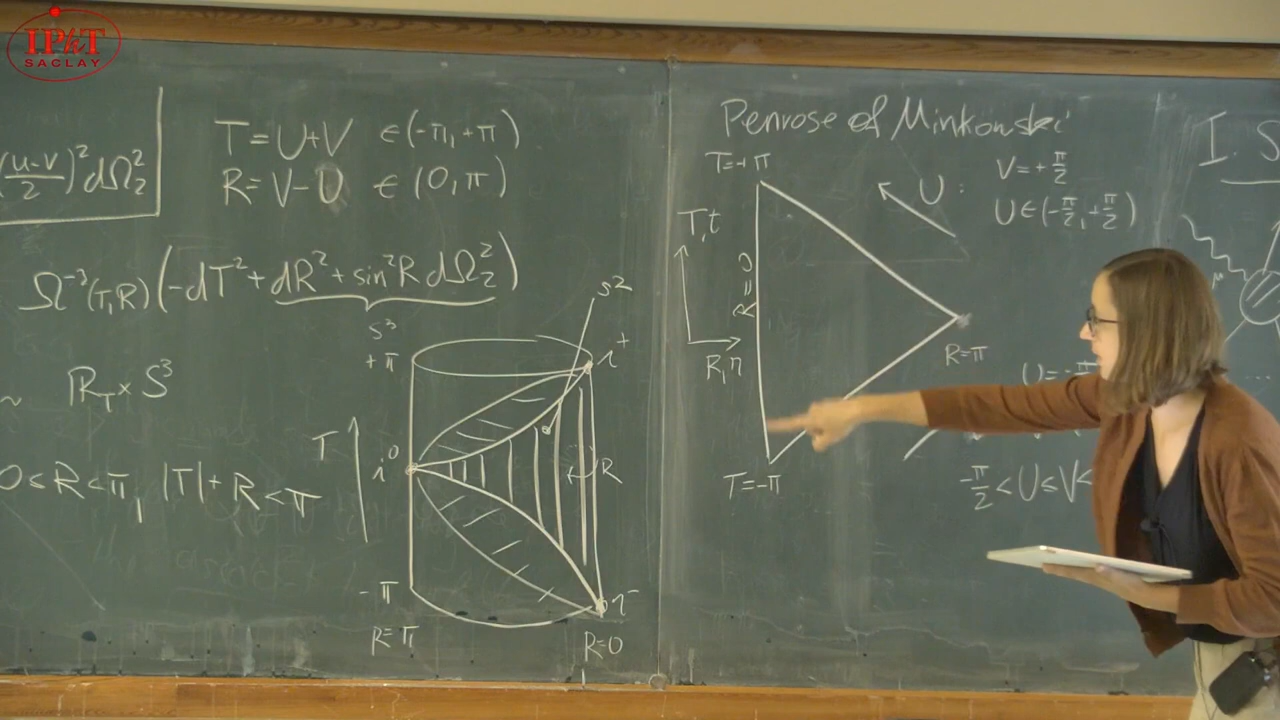 IPhT
SACLAY
(u-v/2)² dΩ₂²
T = U+V ∈ (-π, +π)
R = V-U ∈ (0, π)
Ω⁻²(T,R) (-dT² + dR² + sin²R dΩ₂²)
S³
~ ℝ_T × S³
0 ≤ R < π, |T| + R < π
S²
+π
i⁺
T
i⁰
R
-π
i⁻
R=π
R=0
Penrose of Minkowski
T=+π
T,t
R=0
R,r
R=π
T=-π
U:
V=+π/2
U∈(-π/2, +π/2)
U=-π
-π/2 < U ≤ V <
I. S